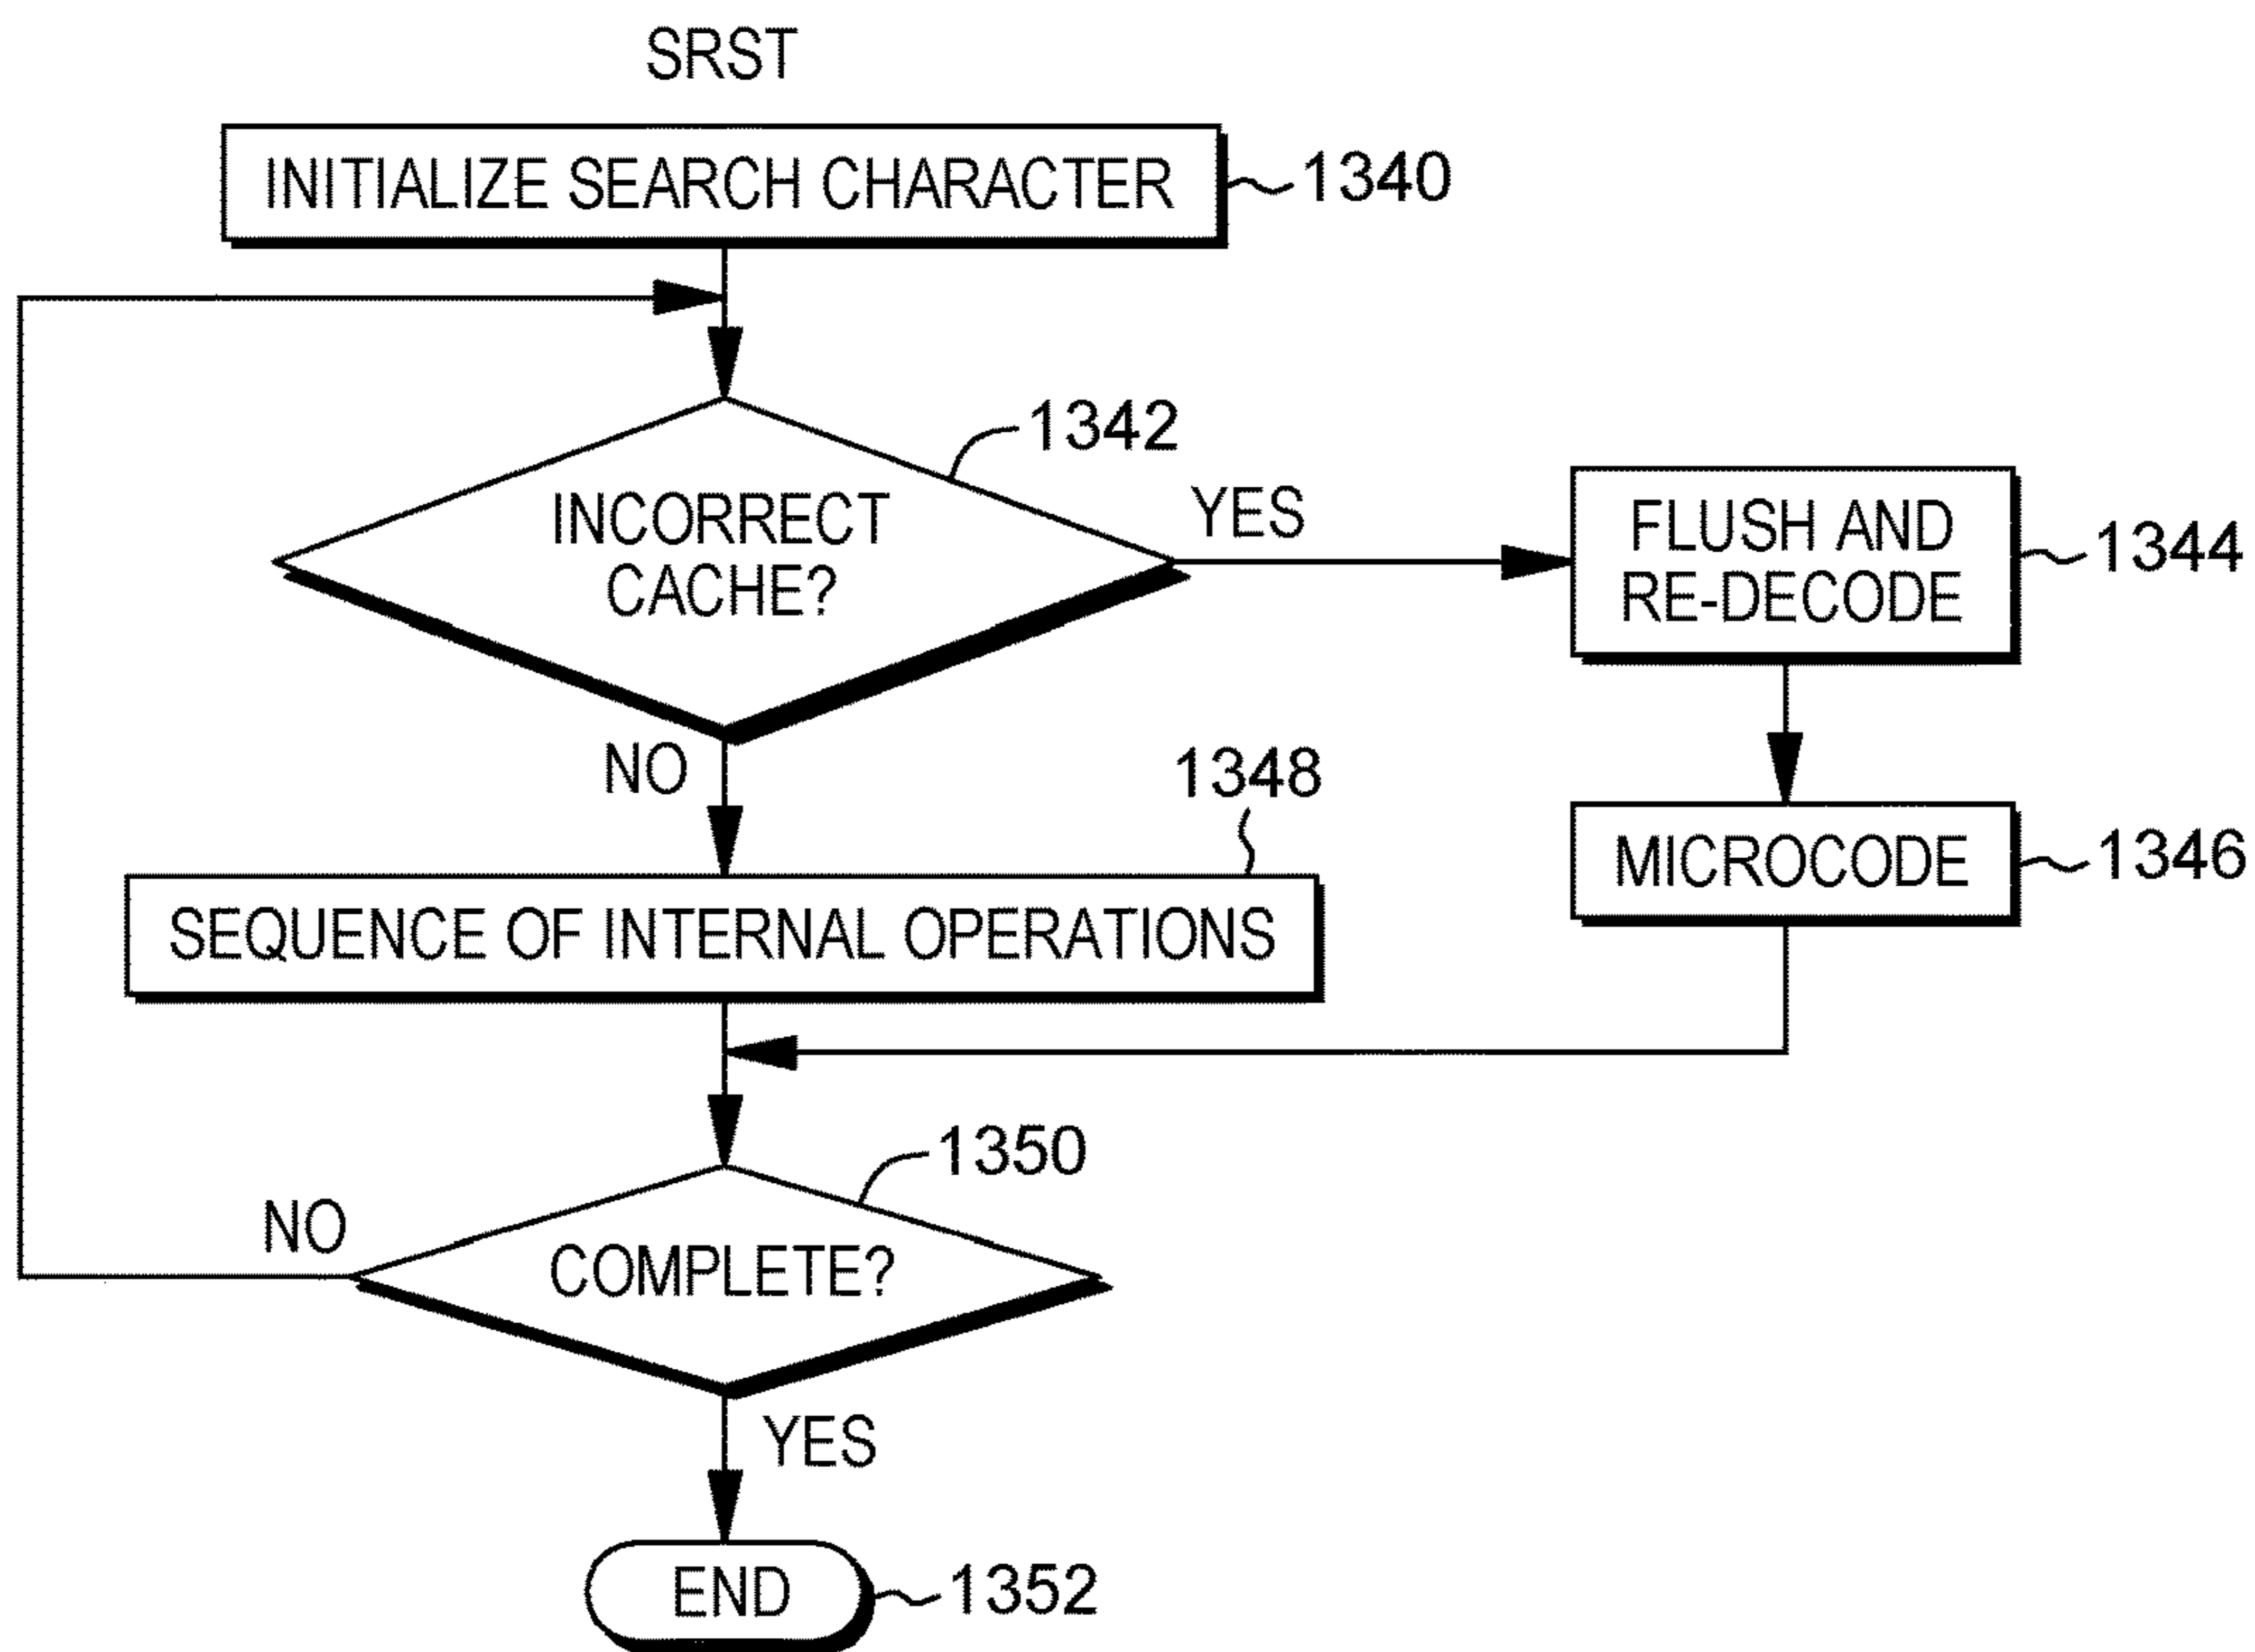 SRST
INITIALIZE SEARCH CHARACTER
1340
1342
INCORRECT
CACHE?
YES
FLUSH AND
RE-DECODE
1344
NO
1348
MICROCODE
1346
SEQUENCE OF INTERNAL OPERATIONS
1350
NO
COMPLETE?
YES
END
1352